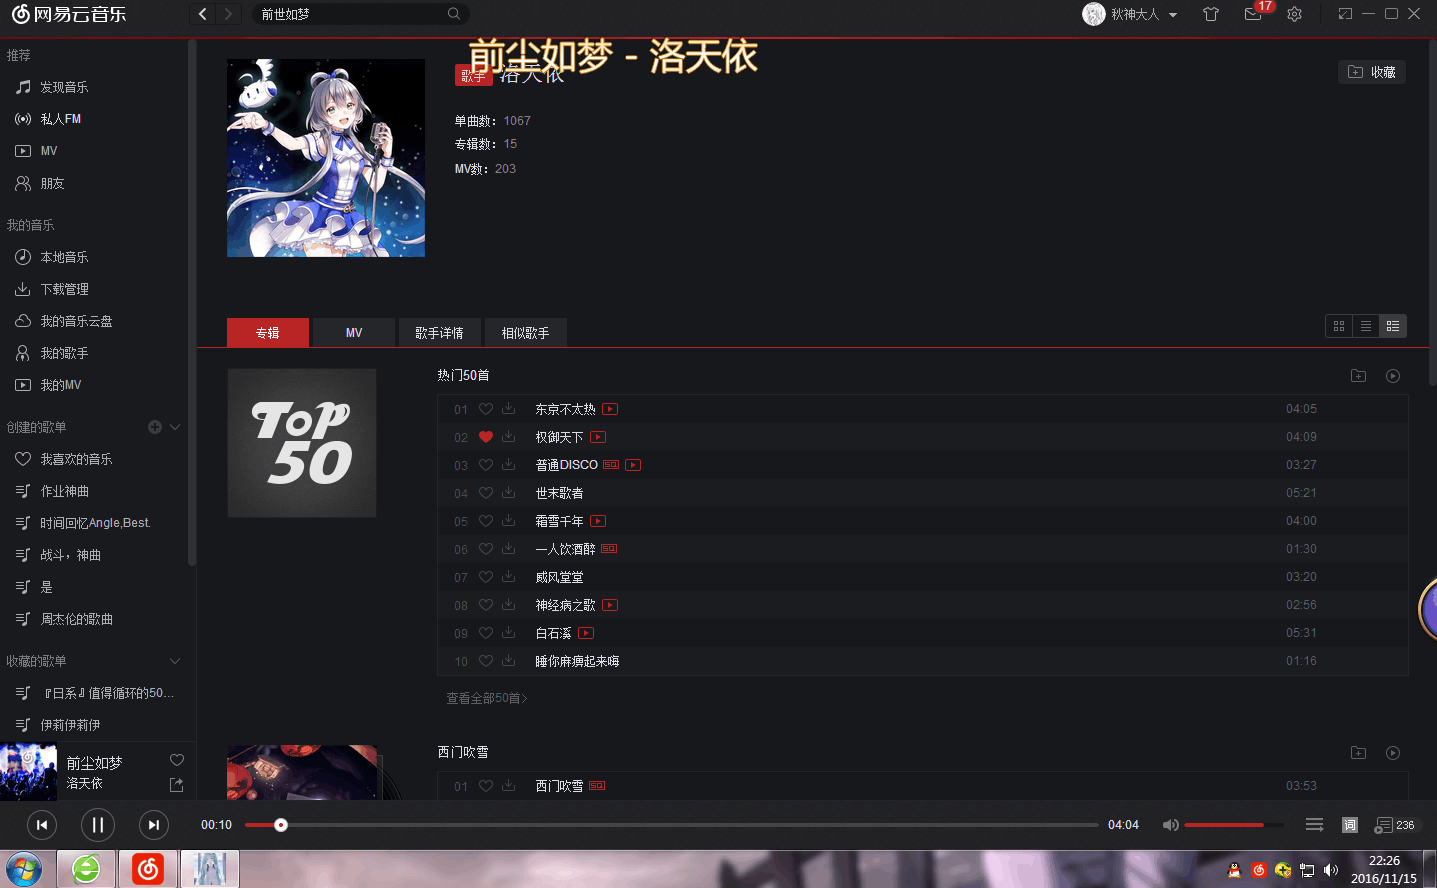 网易云音乐
前世如梦
秋神大人
17
推荐
发现音乐
私人FM
MV
朋友
我的音乐
本地音乐
下载管理
我的音乐云盘
我的歌手
我的MV
创建的歌单
我喜欢的音乐
作业神曲
时间回忆Angle,Best.
战斗，神曲
是
周杰伦的歌曲
收藏的歌单
『日系』值得循环的50...
伊莉伊莉伊
前尘如梦
洛天依
前尘如梦 - 洛天依
歌手 洛天依
收藏
单曲数：1067
专辑数：15
MV数：203
专辑 MV 歌手详情 相似歌手
Top
50
热门50首
01 东京不太热 04:05
02 权御天下 04:09
03 普通DISCO SQ 03:27
04 世末歌者 05:21
05 霜雪千年 04:00
06 一人饮酒醉 SQ 01:30
07 威风堂堂 03:20
08 神经病之歌 02:56
09 白石溪 05:31
10 睡你麻痹起来嗨 01:16
查看全部50首>
西门吹雪
01 西门吹雪 SQ 03:53
00:10 04:04 词 236
22:26
2016/11/15